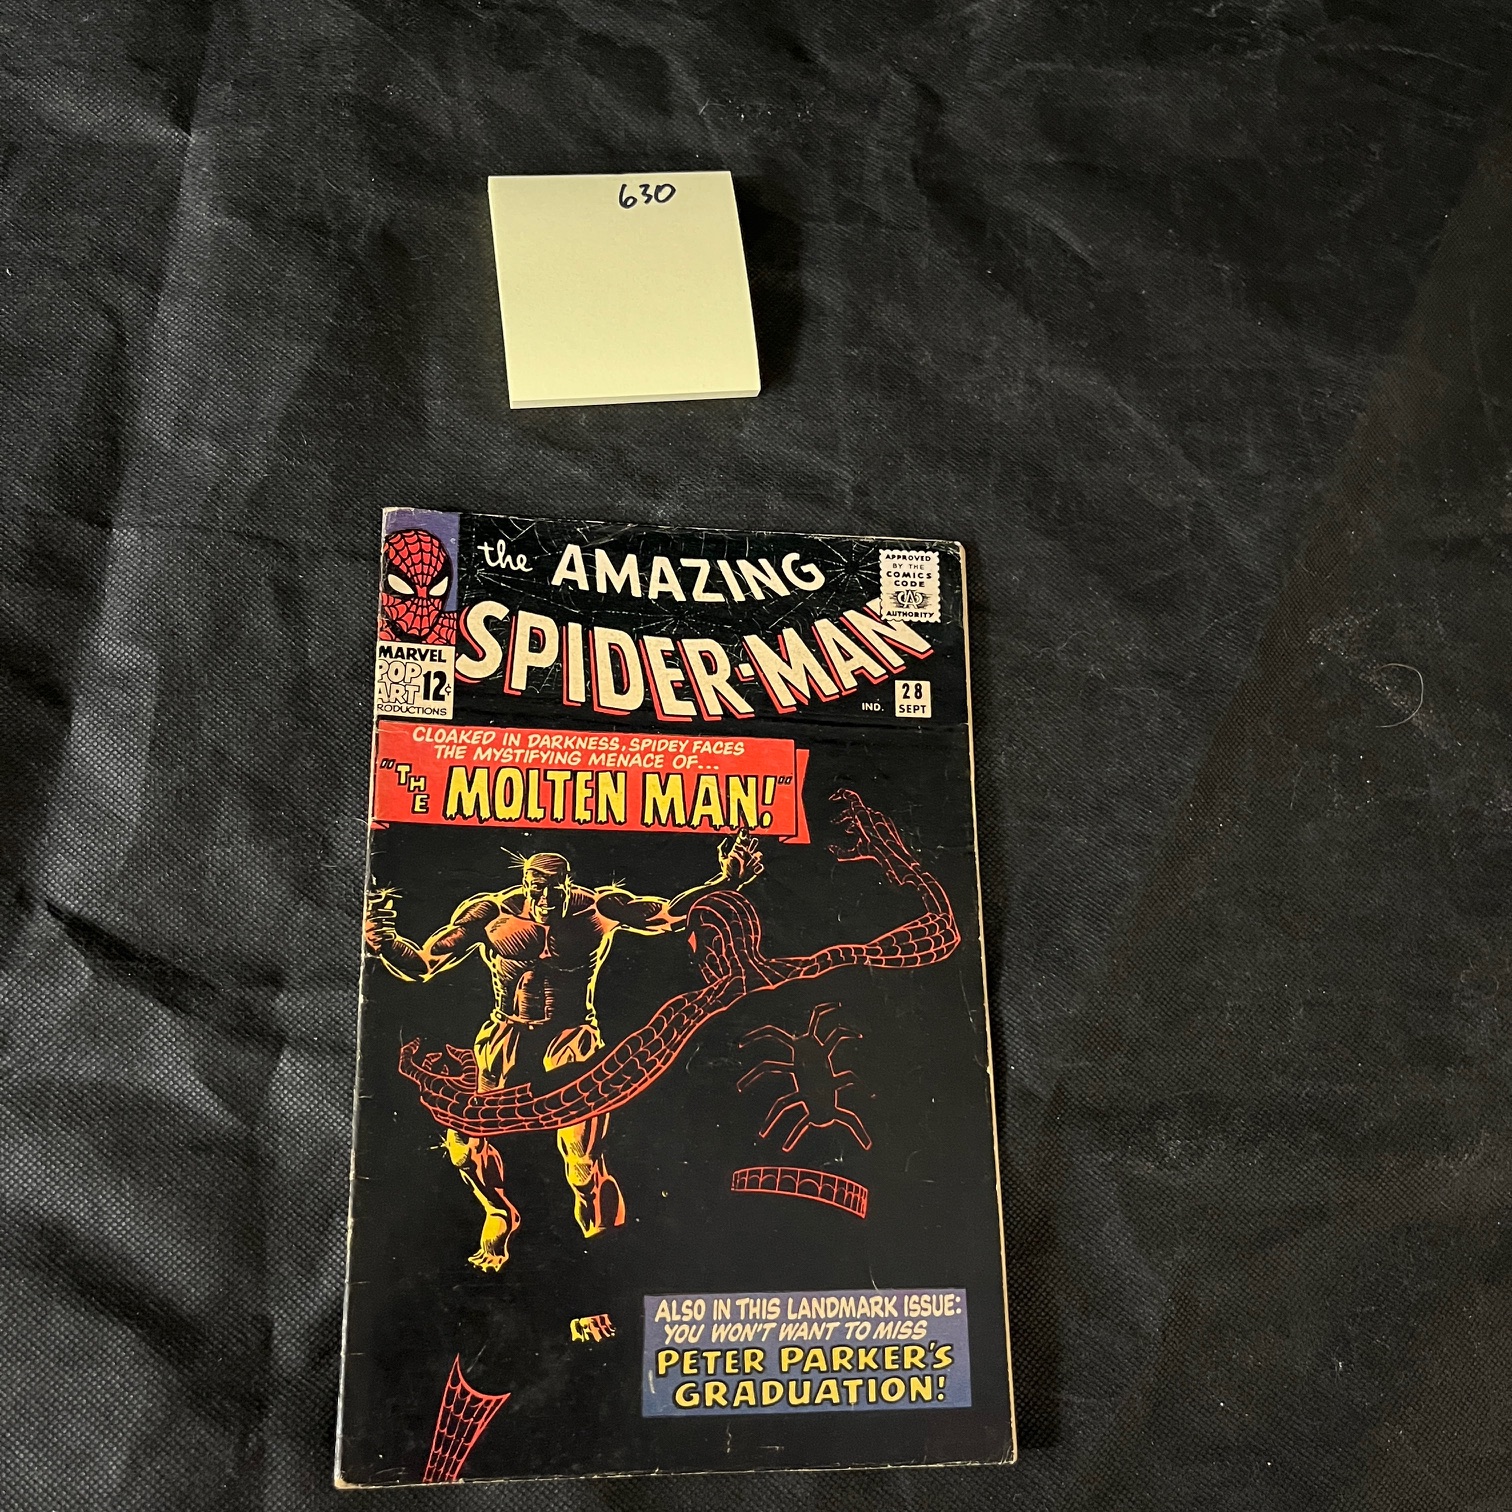 630
the AMAZING
SPIDER-MAN
APPROVED
BY THE
COMICS
CODE
CA
AUTHORITY
MARVEL
POP
ART
12¢
RODUCTIONS
IND.
28
SEPT
CLOAKED IN DARKNESS, SPIDEY FACES
THE MYSTIFYING MENACE OF...
"THE MOLTEN MAN!"
ALSO IN THIS LANDMARK ISSUE:
YOU WON'T WANT TO MISS
PETER PARKER'S
GRADUATION!